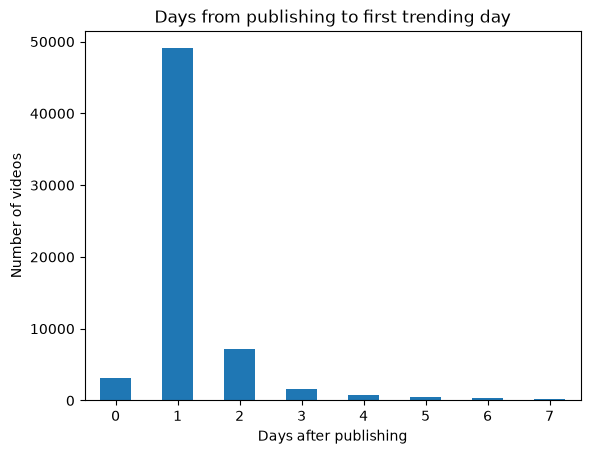 Days from publishing to first trending day
Number of videos
50000
40000
30000
20000
10000
0
0 1 2 3 4 5 6 7
Days after publishing